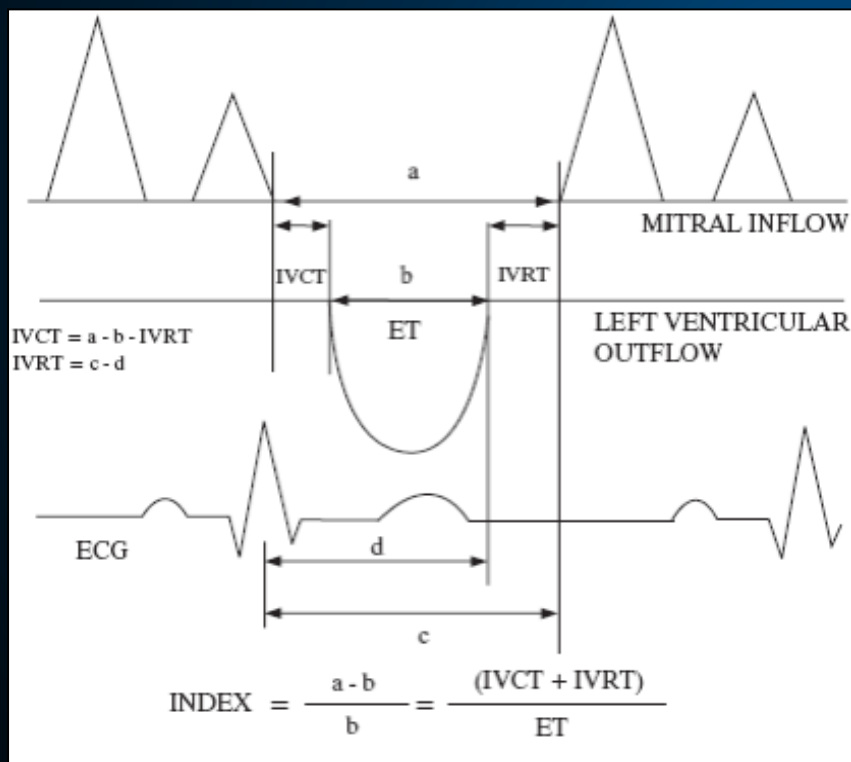 a
MITRAL INFLOW
IVCT
b
IVRT
ET
LEFT VENTRICULAR
OUTFLOW
IVCT = a - b - IVRT
IVRT = c - d
ECG
d
c
INDEX = a - b / b = (IVCT + IVRT) / ET